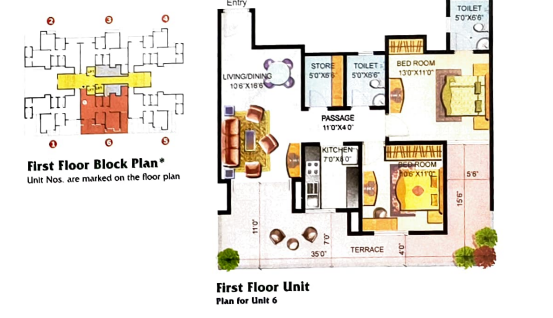 Entry
TOILET
5'0"X6'6"
2
3
4
STORE
5'0"X6'6"
TOILET
5'0"X6'6"
BED ROOM
13'0"X11'0"
LIVING/DINING
10'6"X16'6"
PASSAGE
11'0"X4'0"
1
6
5
KITCHEN
7'0"X8'0"
BED ROOM
10'6"X11'0"
First Floor Block Plan*
Unit Nos. are marked on the floor plan
5'6"
15'6"
11'0"
7'0"
4'0"
35'0"
TERRACE
First Floor Unit
Plan for Unit 6